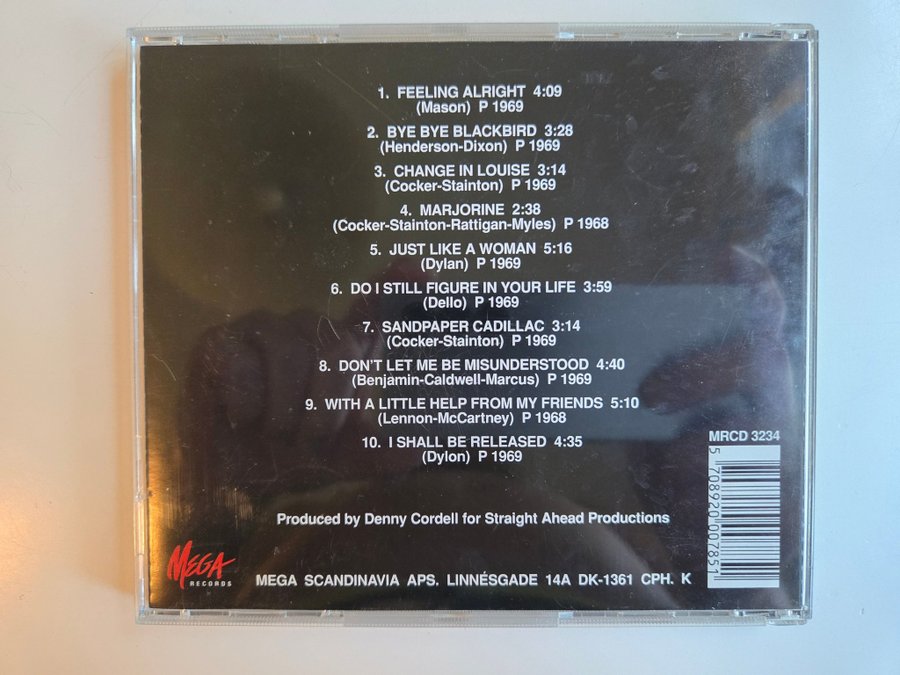 1. FEELING ALRIGHT 4:09
(Mason) P 1969
2. BYE BYE BLACKBIRD 3:28
(Henderson-Dixon) P 1969
3. CHANGE IN LOUISE 3:14
(Cocker-Stainton) P 1969
4. MARJORINE 2:38
(Cocker-Stainton-Rattigan-Myles) P 1968
5. JUST LIKE A WOMAN 5:16
(Dylan) P 1969
6. DO I STILL FIGURE IN YOUR LIFE 3:59
(Dello) P 1969
7. SANDPAPER CADILLAC 3:14
(Cocker-Stainton) P 1969
8. DON'T LET ME BE MISUNDERSTOOD 4:40
(Benjamin-Caldwell-Marcus) P 1969
9. WITH A LITTLE HELP FROM MY FRIENDS 5:10
(Lennon-McCartney) P 1968
10. I SHALL BE RELEASED 4:35
(Dylon) P 1969
MRCD 3234
5 708920 007851
Produced by Denny Cordell for Straight Ahead Productions
MEGA
RECORDS
MEGA SCANDINAVIA APS. LINNÉSGADE 14A DK-1361 CPH. K